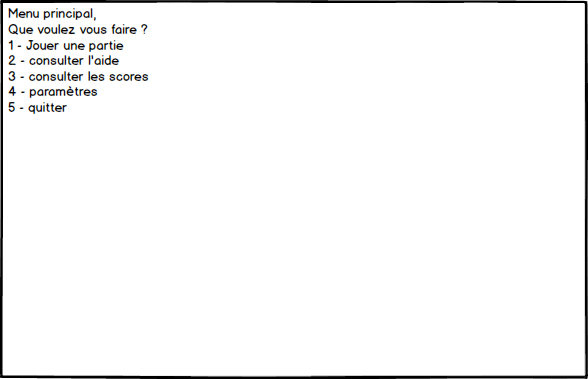 Menu principal,
Que voulez vous faire ?
1 - Jouer une partie
2 - consulter l'aide
3 - consulter les scores
4 - paramètres
5 - quitter